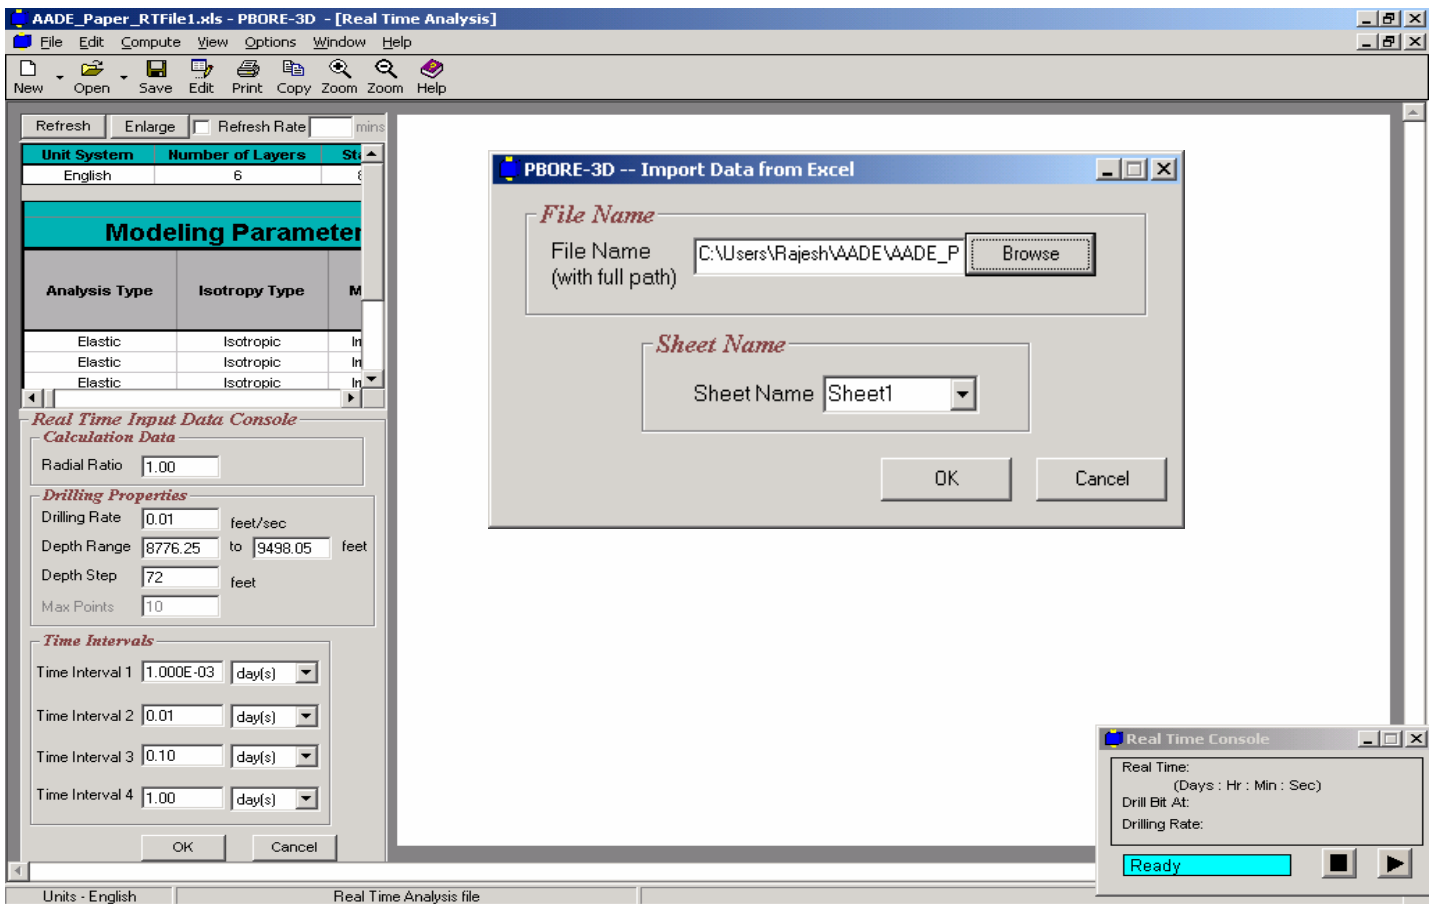 AADE_Paper_RTFile1.xls - PBORE-3D - [Real Time Analysis]
File Edit Compute View Options Window Help
New Open Save Edit Print Copy Zoom Zoom Help
Refresh Enlarge Refresh Rate mins
Unit System Number of Layers
English 6
Modeling Parameter
Analysis Type Isotropy Type M
Elastic Isotropic
Elastic Isotropic
Elastic Isotropic
Real Time Input Data Console
Calculation Data
Radial Ratio 1.00
Drilling Properties
Drilling Rate 0.01 feet/sec
Depth Range 8776.25 to 9498.05 feet
Depth Step 72 feet
Max Points 10
Time Intervals
Time Interval 1 1.000E-03 day(s)
Time Interval 2 0.01 day(s)
Time Interval 3 0.10 day(s)
Time Interval 4 1.00 day(s)
OK Cancel
PBORE-3D -- Import Data from Excel
File Name
File Name
(with full path)
C:\Users\Rajesh\AADE\AADE_P Browse
Sheet Name
Sheet Name Sheet1
OK Cancel
Real Time Console
Real Time:
(Days : Hr : Min : Sec)
Drill Bit At:
Drilling Rate:
Ready
Units - English Real Time Analysis file